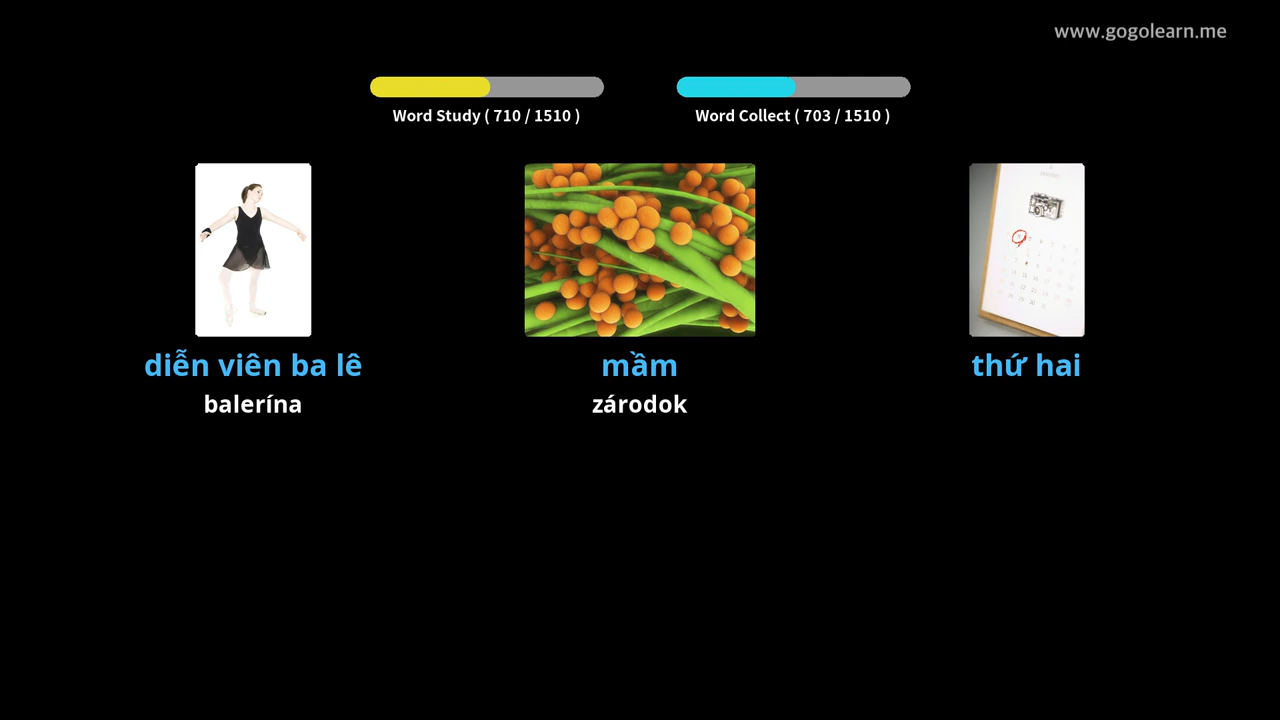 www.gogolearn.me
Word Study ( 710 / 1510 )
Word Collect ( 703 / 1510 )
diễn viên ba lê
balerína
mầm
zárodok
thứ hai